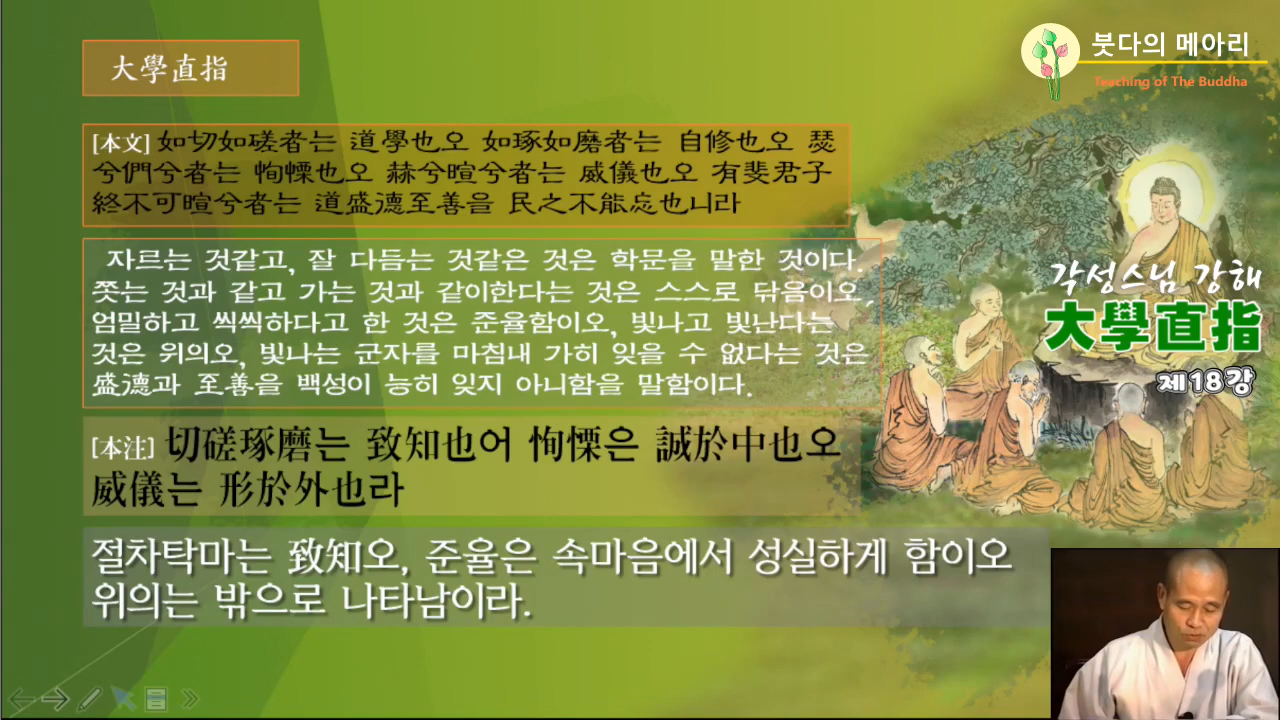 大學直指
붓다의 메아리
Teaching of The Buddha
[本文] 如切如磋者는 道學也오 如琢如磨者는 自修也오 瑟
兮僩兮者는 恂慄也오 赫兮喧兮者는 威儀也오 有斐君子
終不可喧兮者는 道盛德至善을 民之不能忘也니라
자르는 것같고, 잘 다듬는 것같은 것은 학문을 말한 것이다.
쪼는 것과 같고 가는 것과 같이한다는 것은 스스로 닦음이오,
엄밀하고 씩씩하다고 한 것은 준율함이오, 빛나고 빛난다는
것은 위의오, 빛나는 군자를 마침내 가히 잊을 수 없다는 것은
盛德과 至善을 백성이 능히 잊지 아니함을 말함이다.
[本注] 切磋琢磨는 致知也어 恂慄은 誠於中也오
威儀는 形於外也라
절차탁마는 致知오, 준율은 속마음에서 성실하게 함이오
위의는 밖으로 나타남이라.
각성스님 강해
大學直指
제18강